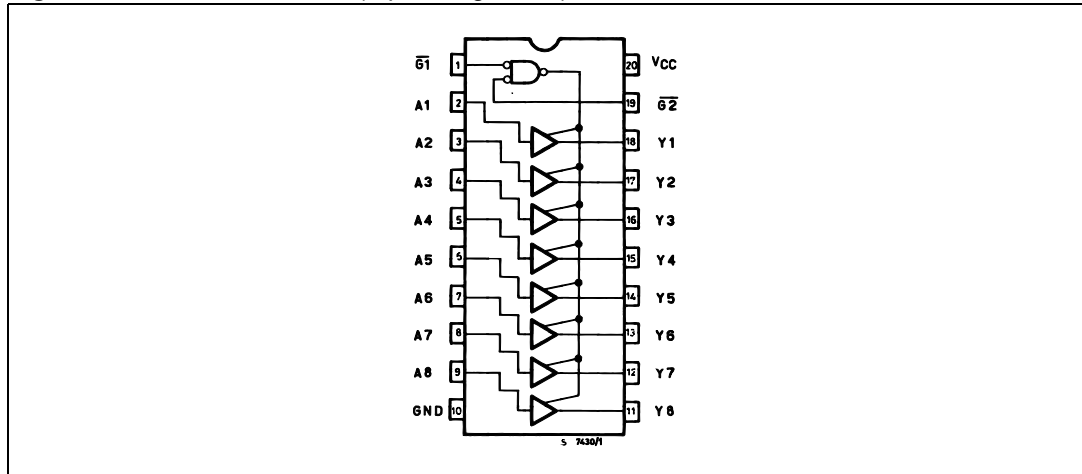 G1 1 20 VCC
A1 2 19 G2
A2 3 18 Y1
A3 4 17 Y2
A4 5 16 Y3
A5 6 15 Y4
A6 7 14 Y5
A7 8 13 Y6
A8 9 12 Y7
GND 10 11 Y8
S 7430/1